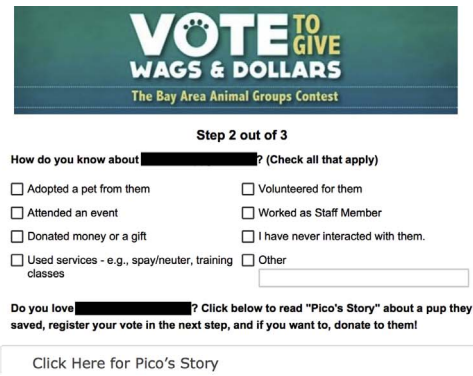 VOTE TO GIVE
WAGS & DOLLARS
The Bay Area Animal Groups Contest
Step 2 out of 3
How do you know about ? (Check all that apply)
Adopted a pet from them
Volunteered for them
Attended an event
Worked as Staff Member
Donated money or a gift
I have never interacted with them.
Used services - e.g., spay/neuter, training
classes
Other
Do you love ? Click below to read "Pico's Story" about a pup they
saved, register your vote in the next step, and if you want to, donate to them!
Click Here for Pico's Story